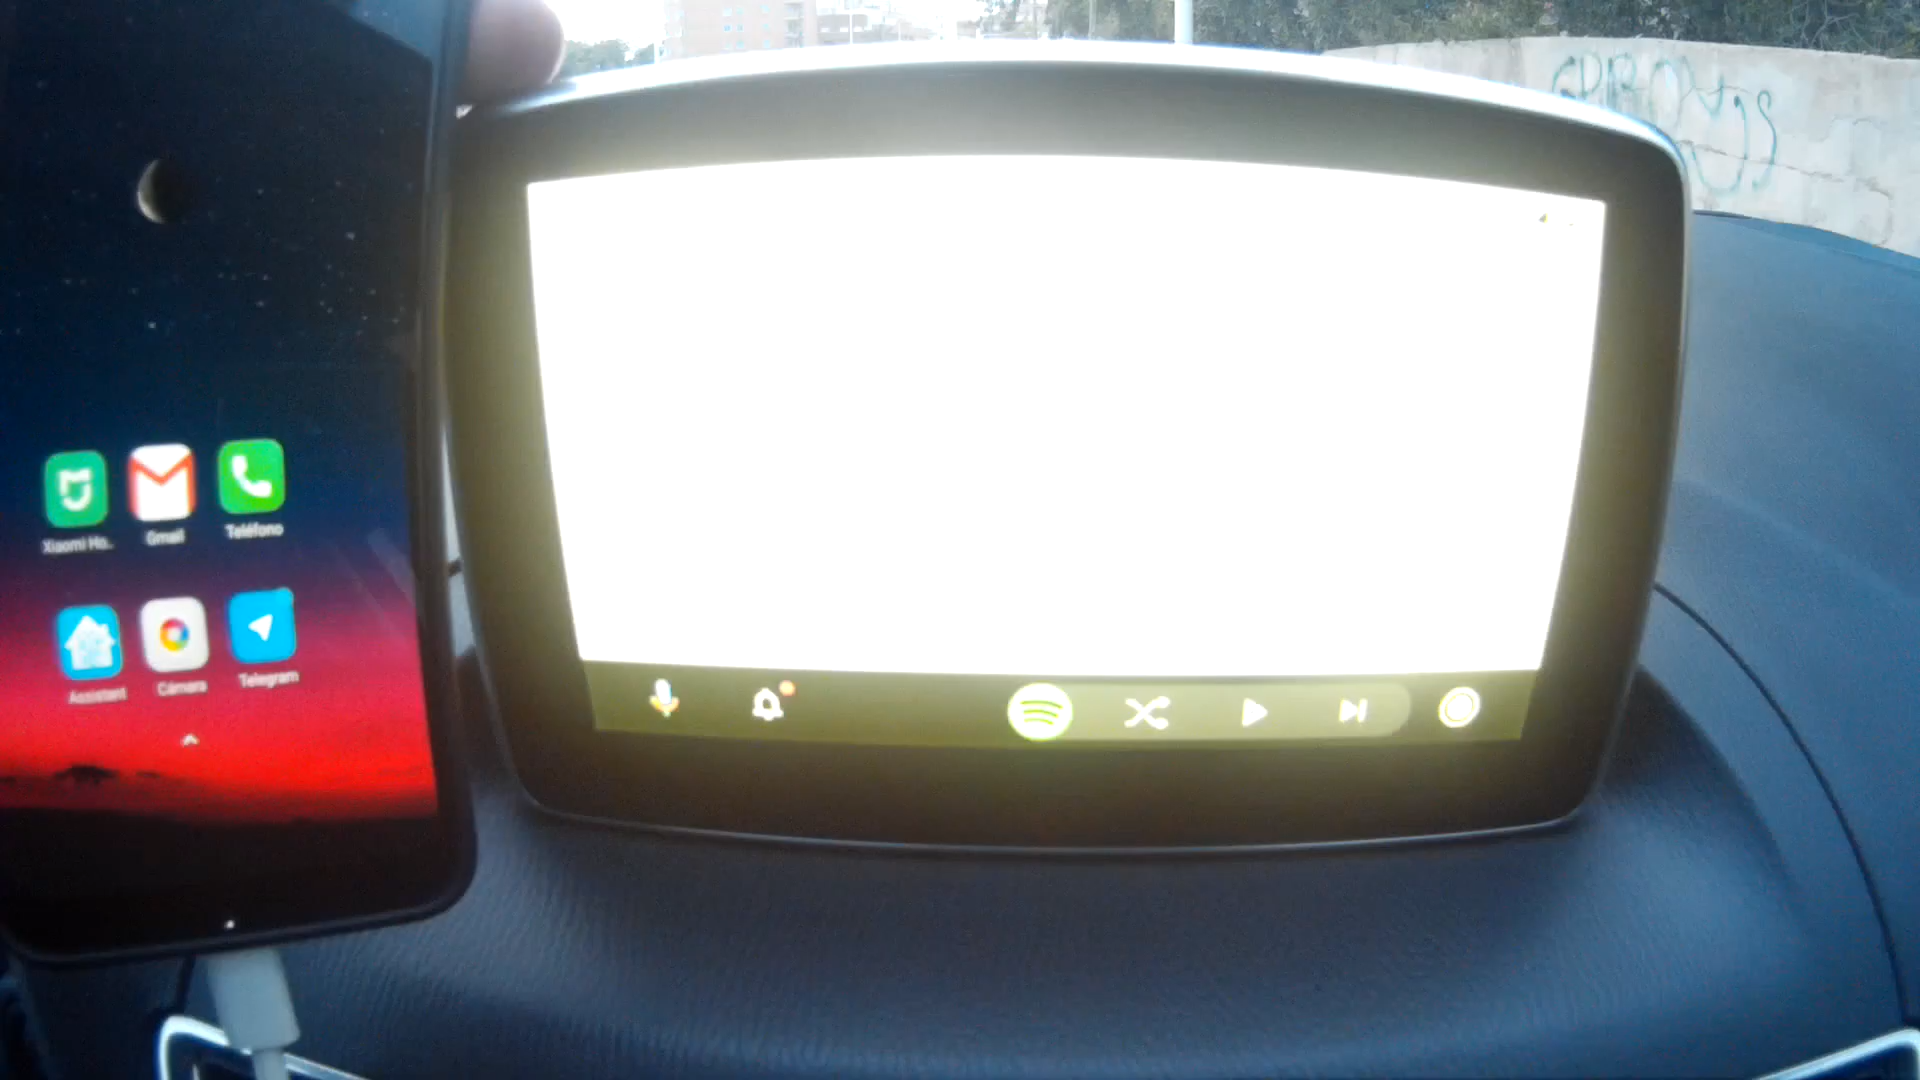 Xiaomi Ho..
Gmail
Teléfono
Assistant
Cámara
Telegram